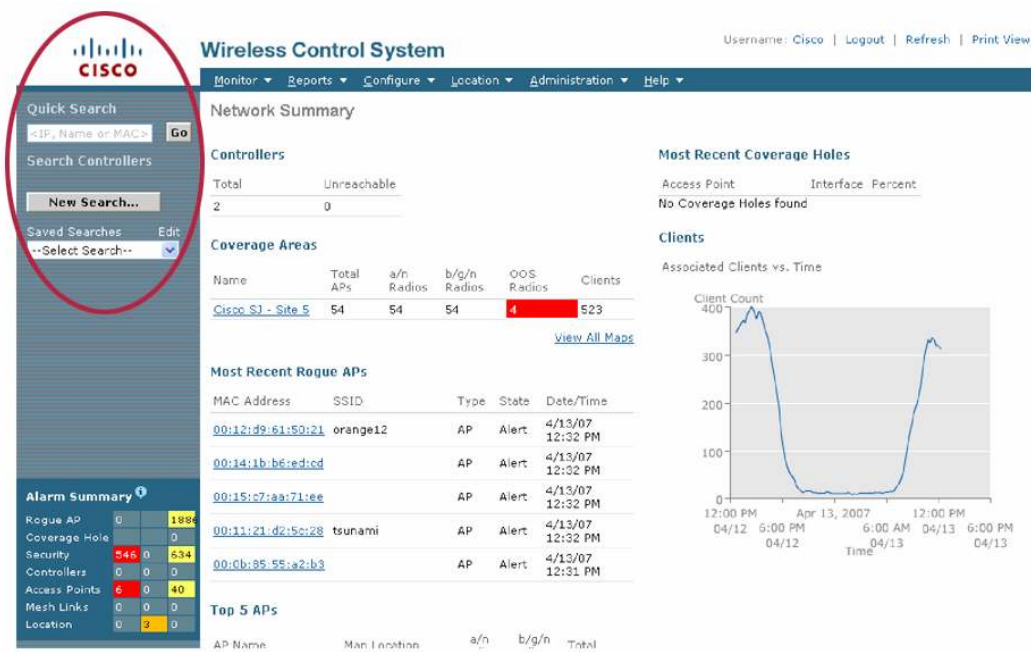 CISCO
Wireless Control System
Username: Cisco | Logout | Refresh | Print View
Monitor Reports Configure Location Administration Help
Quick Search
<IP, Name or MAC> Go
Search Controllers
New Search...
Saved Searches Edit
--Select Search--
Alarm Summary
Rogue AP 0 1886
Coverage Hole 0
Security 546 0 634
Controllers 0 0 0
Access Points 6 0 40
Mesh Links 0 0 0
Location 0 3 0
Network Summary
Controllers
Total Unreachable
2 0
Coverage Areas
Name Total APs a/n Radios b/g/n Radios OOS Radios Clients
Cisco SJ - Site 5 54 54 54 4 523
View All Maps
Most Recent Rogue APs
MAC Address SSID Type State Date/Time
00:12:d9:61:50:21 orange12 AP Alert 4/13/07 12:32 PM
00:14:1b:b6:ed:cd AP Alert 4/13/07 12:32 PM
00:15:c7:aa:71:ee AP Alert 4/13/07 12:32 PM
00:11:21:d2:5c:28 tsunami AP Alert 4/13/07 12:32 PM
00:0b:85:55:a2:b3 AP Alert 4/13/07 12:31 PM
Top 5 APs
AP Name Map Location a/n b/g/n Total
Most Recent Coverage Holes
Access Point Interface Percent
No Coverage Holes found
Clients
Associated Clients vs. Time
Client Count
400
300
200
100
0
12:00 PM Apr 13, 2007 12:00 PM
04/12 6:00 PM 6:00 AM 04/13 6:00 PM
04/12 04/13 04/13
Time